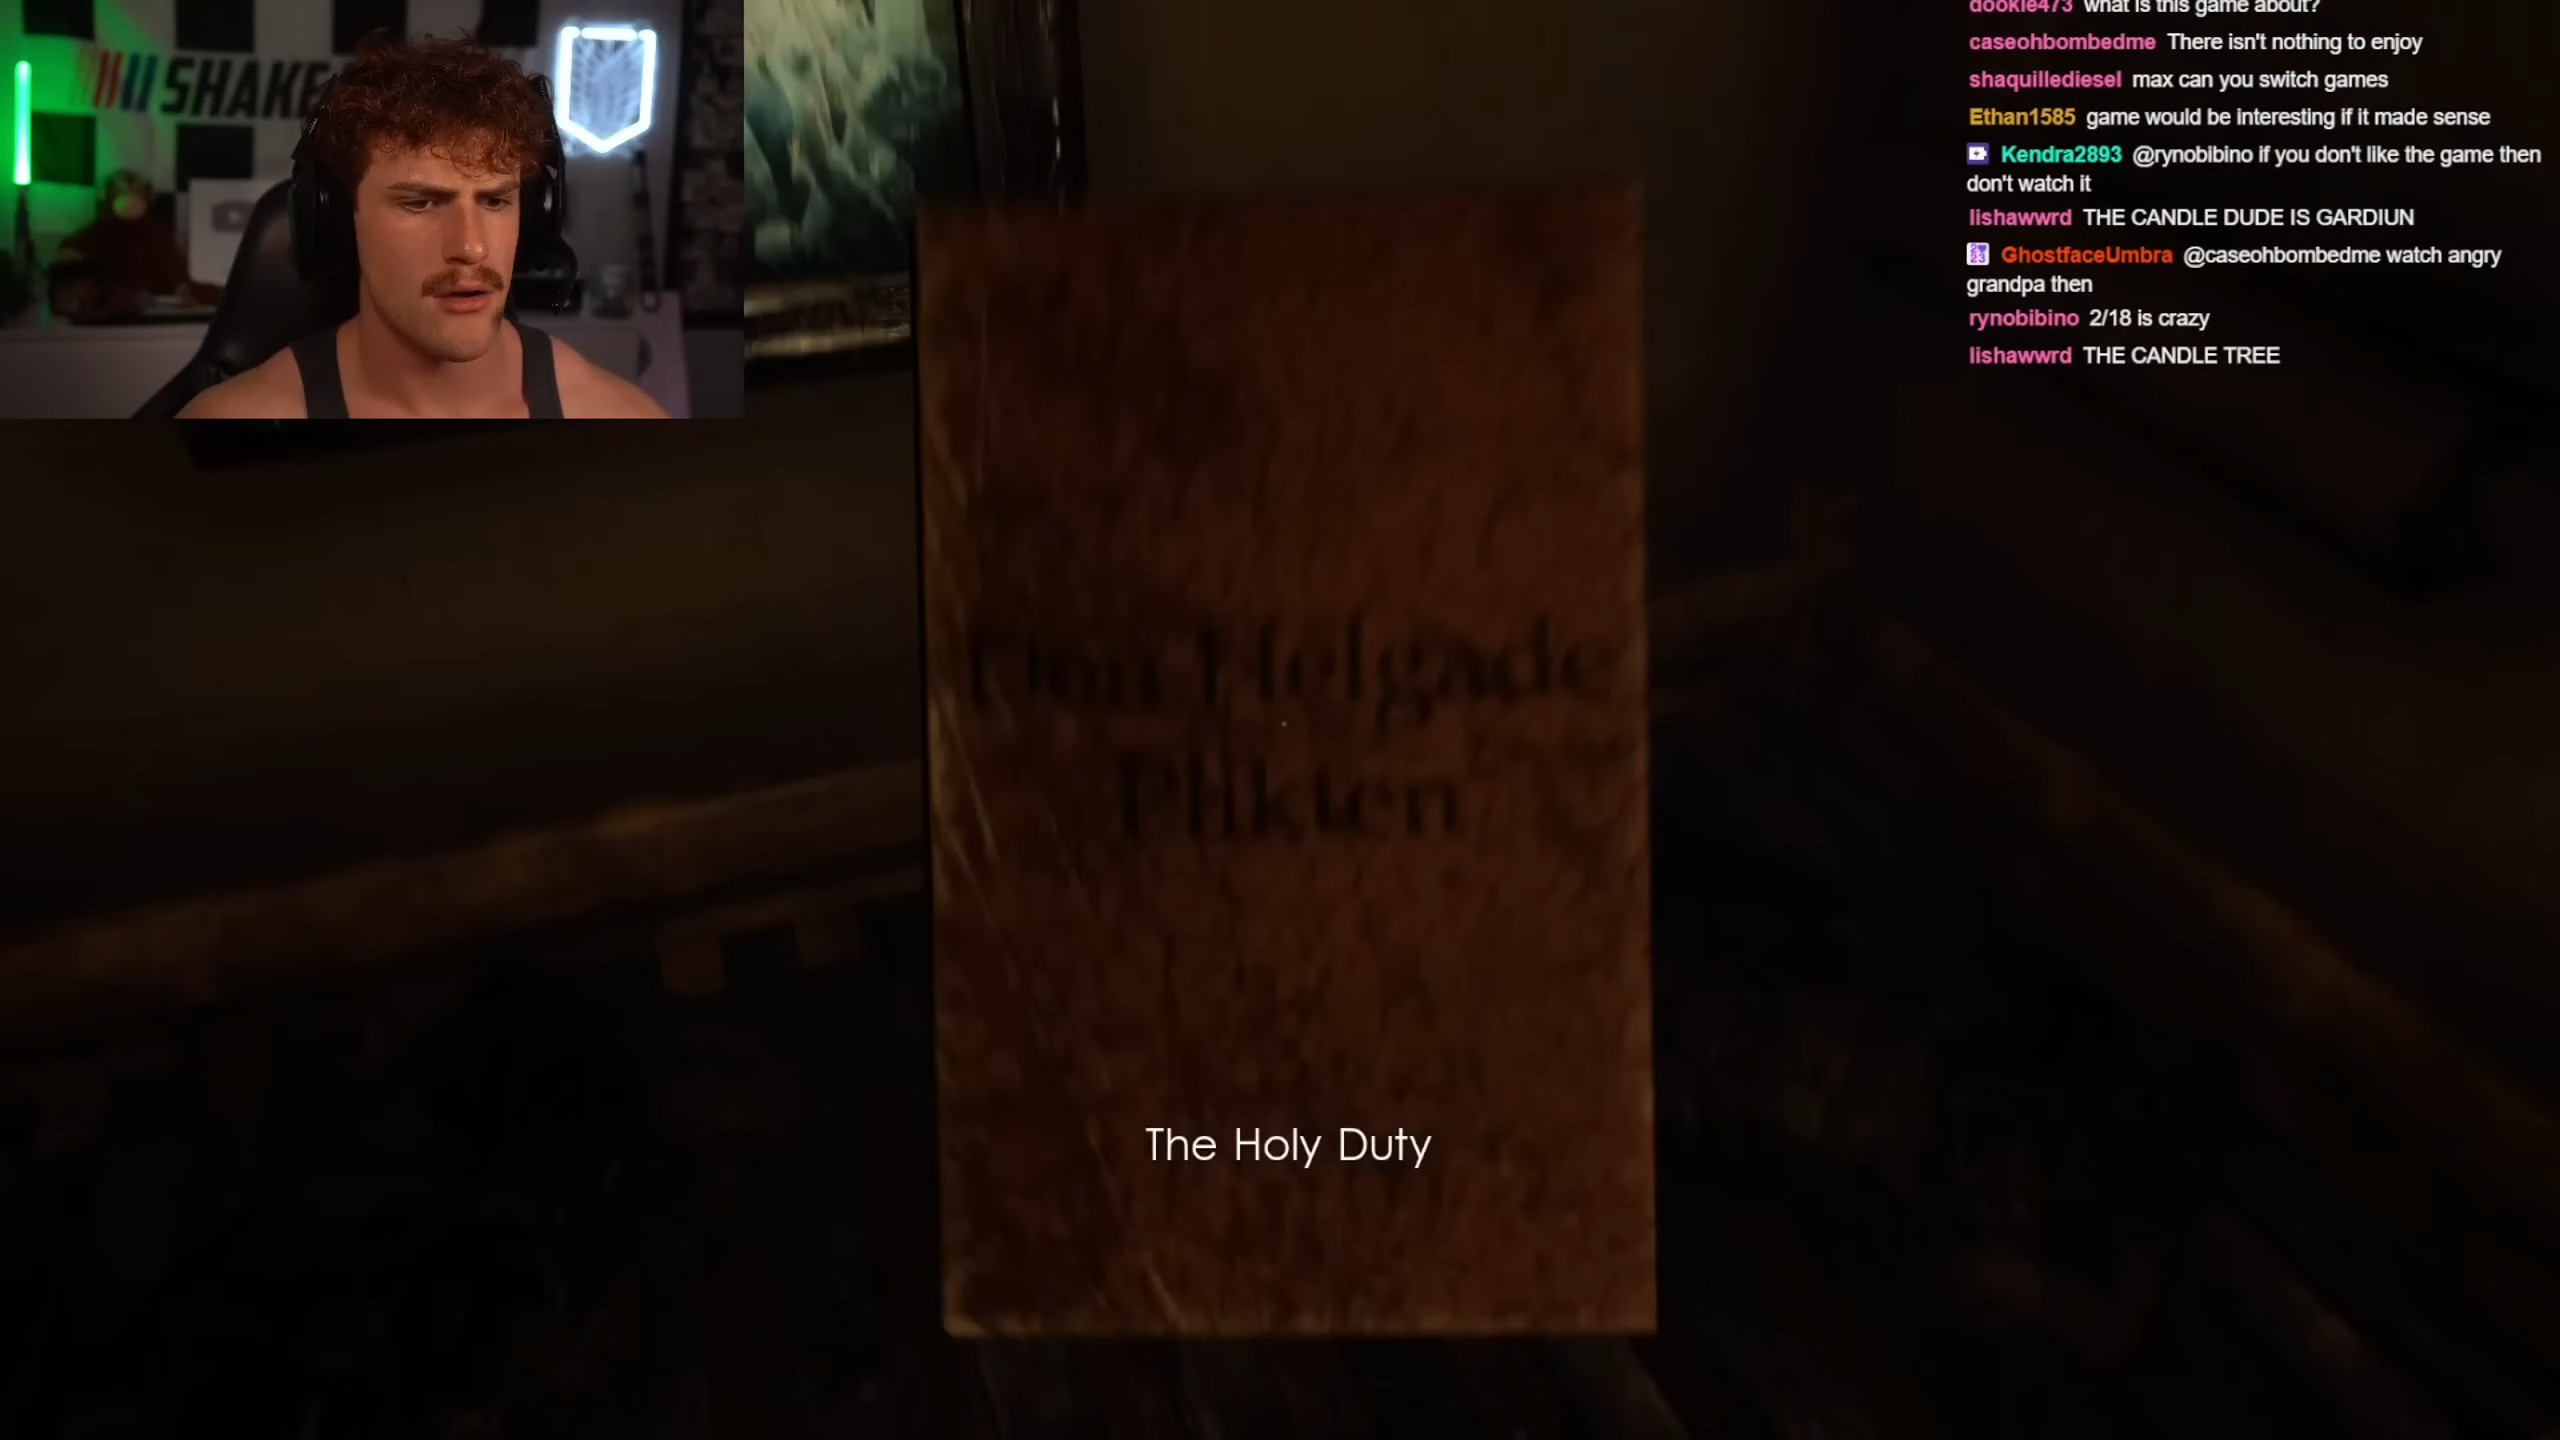 SHAKE
dookie473 what is this game about?
caseohbombedme There isn't nothing to enjoy
shaquillediesel max can you switch games
Ethan1585 game would be interesting if it made sense
Kendra2893 @rynobibino if you don't like the game then
don't watch it
lishawwrd THE CANDLE DUDE IS GARDIUN
GhostfaceUmbra @caseohbombedme watch angry
grandpa then
rynobibino 2/18 is crazy
lishawwrd THE CANDLE TREE
Den Helgade
Plikten
The Holy Duty